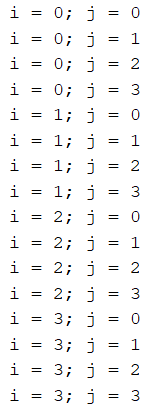 i = 0; j = 0
i = 0; j = 1
i = 0; j = 2
i = 0; j = 3
i = 1; j = 0
i = 1; j = 1
i = 1; j = 2
i = 1; j = 3
i = 2; j = 0
i = 2; j = 1
i = 2; j = 2
i = 2; j = 3
i = 3; j = 0
i = 3; j = 1
i = 3; j = 2
i = 3; j = 3